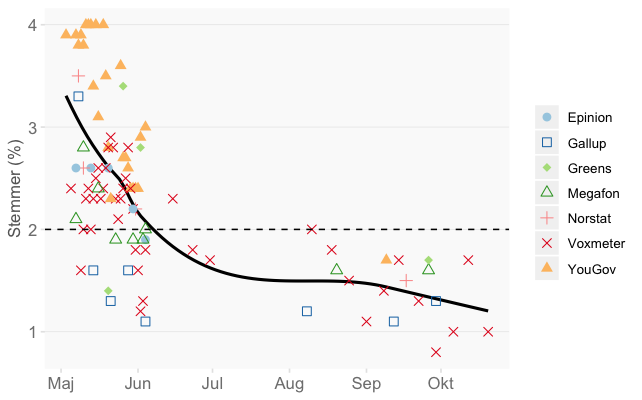 4
3
2
1
Stemmer (%)
Maj Jun Jul Aug Sep Okt
Epinion
Gallup
Greens
Megafon
Norstat
Voxmeter
YouGov